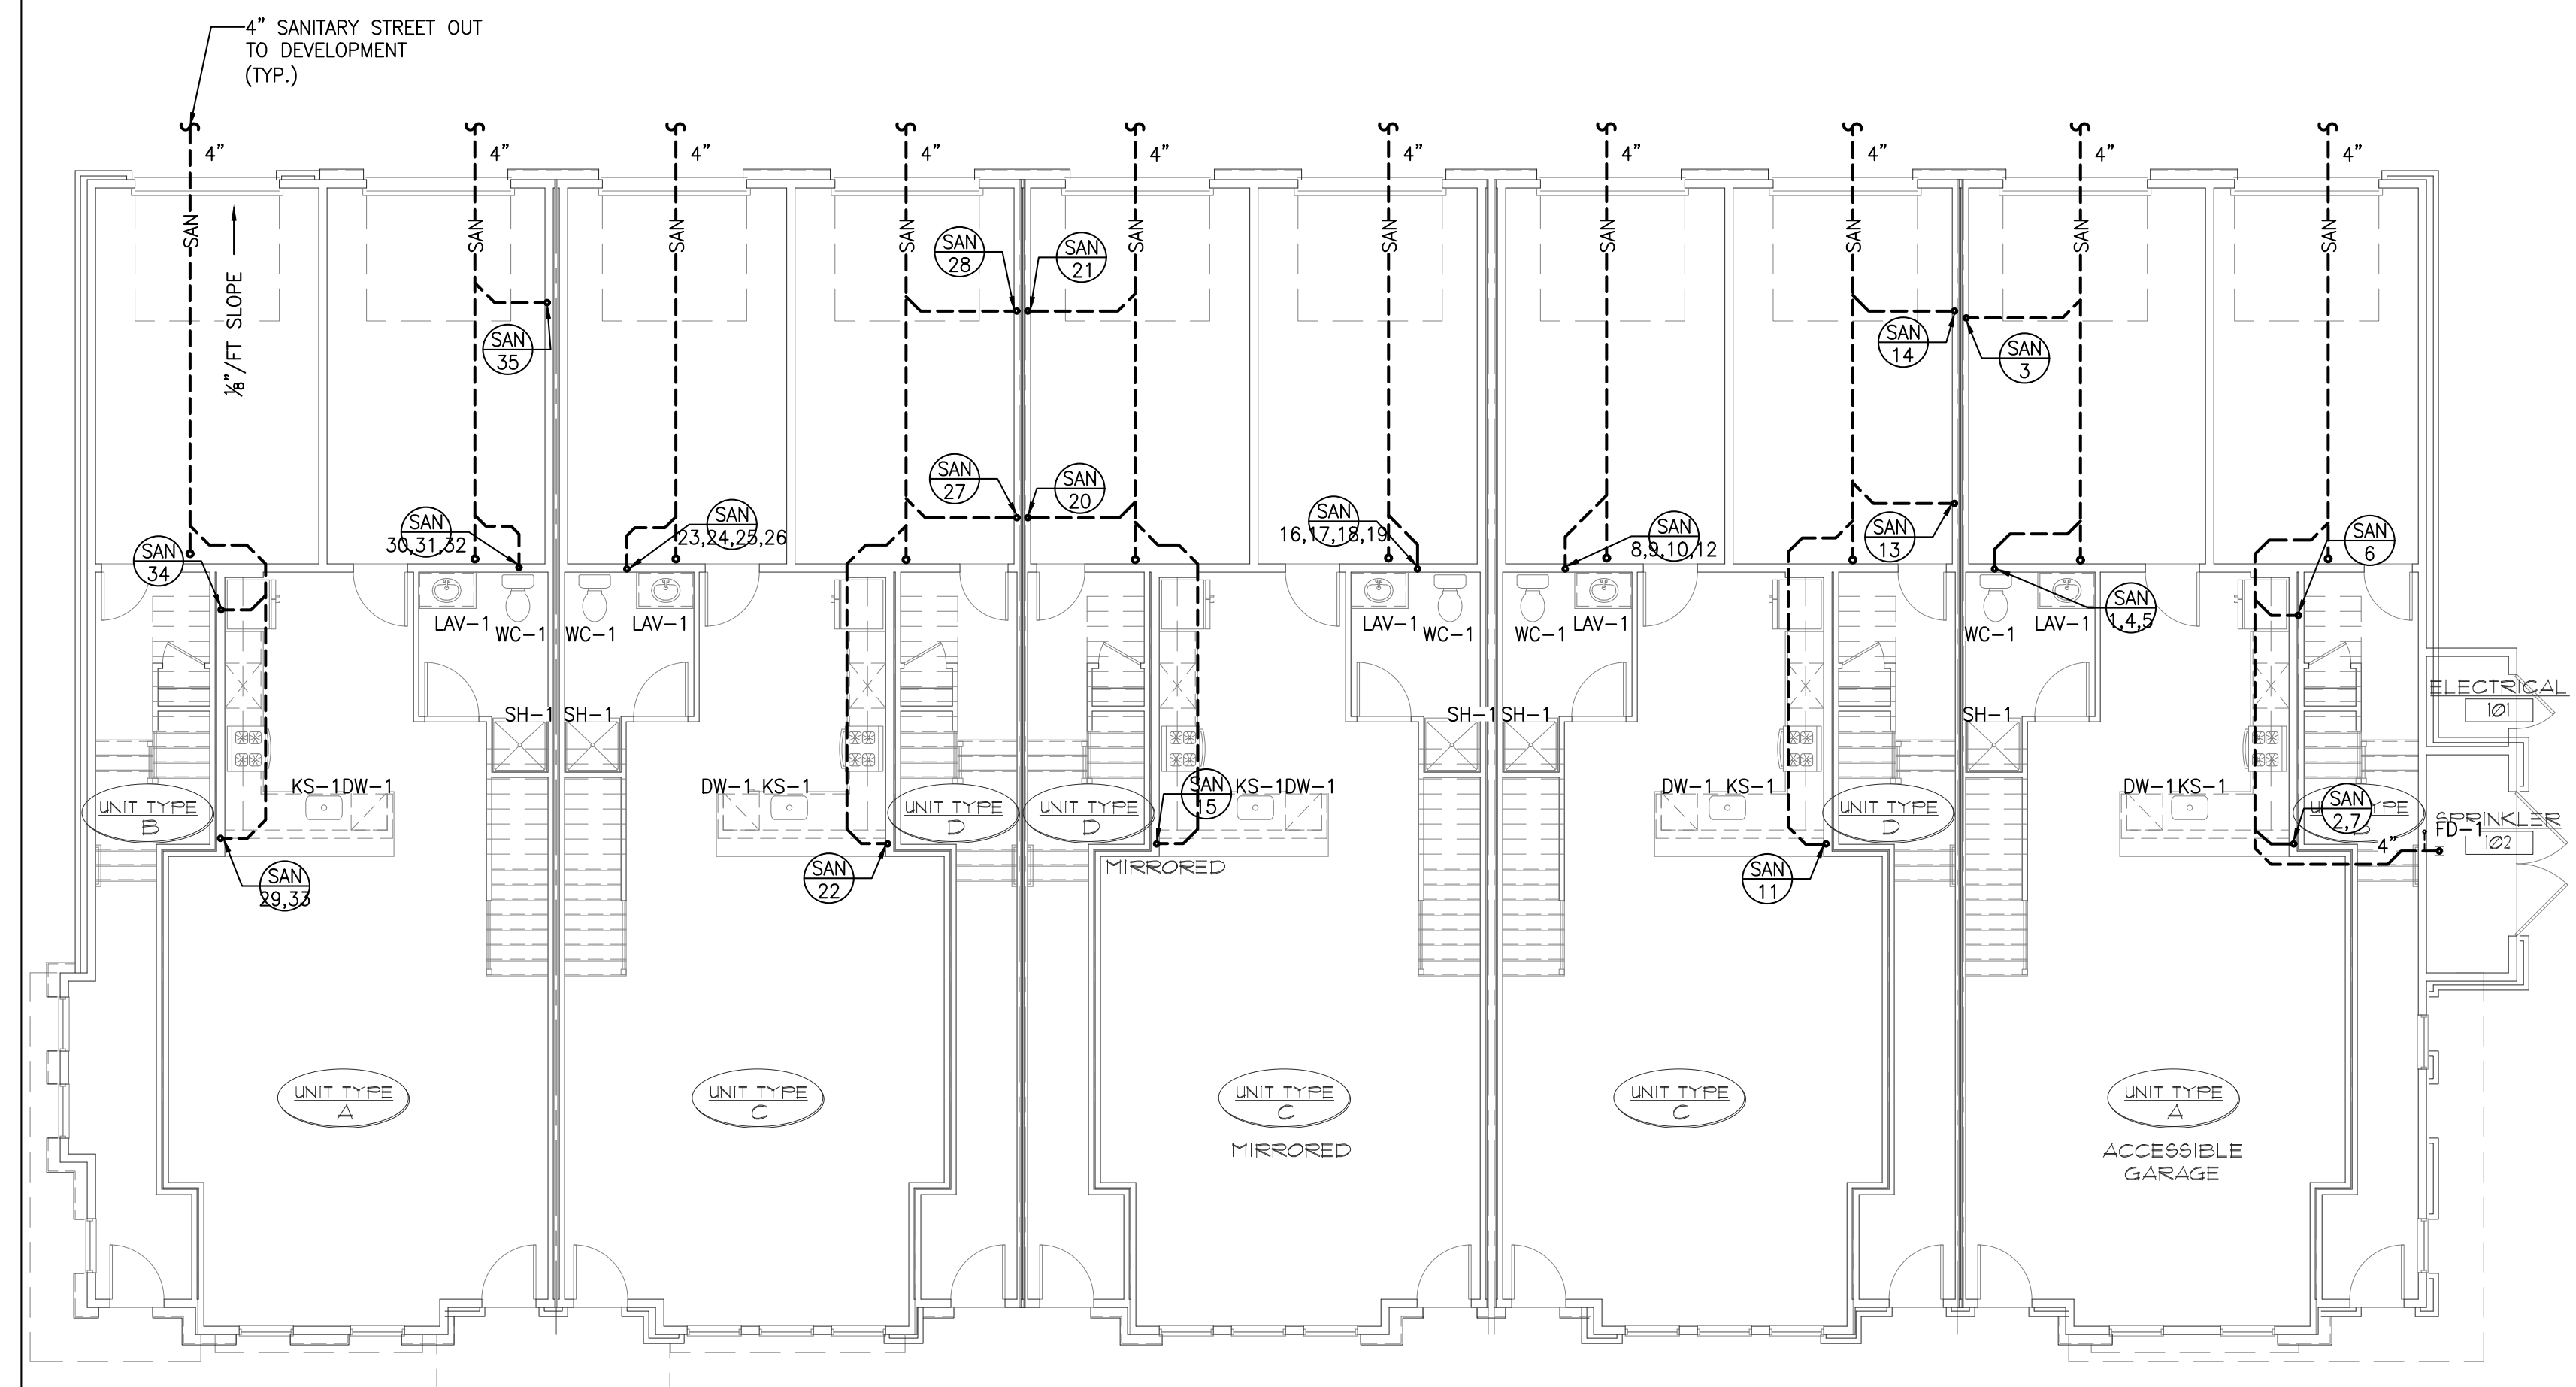 4" SANITARY STREET OUT
TO DEVELOPMENT
(TYP.)
4"
4"
4"
4"
4"
4"
4"
4"
4"
4"
SAN
SAN
SAN
SAN
SAN
SAN
SAN
SAN
SAN
SAN
⅛"/FT SLOPE
SAN
28
SAN
21
SAN
35
SAN
14
SAN
3
SAN
27
SAN
20
SAN
30,31,32
SAN
23,24,25,26
SAN
16,17,18,19
SAN
8,9,10,12
SAN
13
SAN
6
SAN
34
SAN
1,4,5
LAV-1
WC-1
WC-1
LAV-1
LAV-1
WC-1
WC-1
LAV-1
WC-1
LAV-1
SH-1
SH-1
SH-1
SH-1
SH-1
ELECTRICAL
101
KS-1
DW-1
DW-1
KS-1
SAN
15
KS-1
DW-1
DW-1
KS-1
DW-1
KS-1
SAN
2,7
UNIT TYPE
B
UNIT TYPE
D
UNIT TYPE
D
MIRRORED
UNIT TYPE
D
TYPE
SPRINKLER
FD-1
102
4"
SAN
29,33
SAN
22
SAN
11
UNIT TYPE
A
UNIT TYPE
C
UNIT TYPE
C
MIRRORED
UNIT TYPE
C
UNIT TYPE
A
ACCESSIBLE
GARAGE